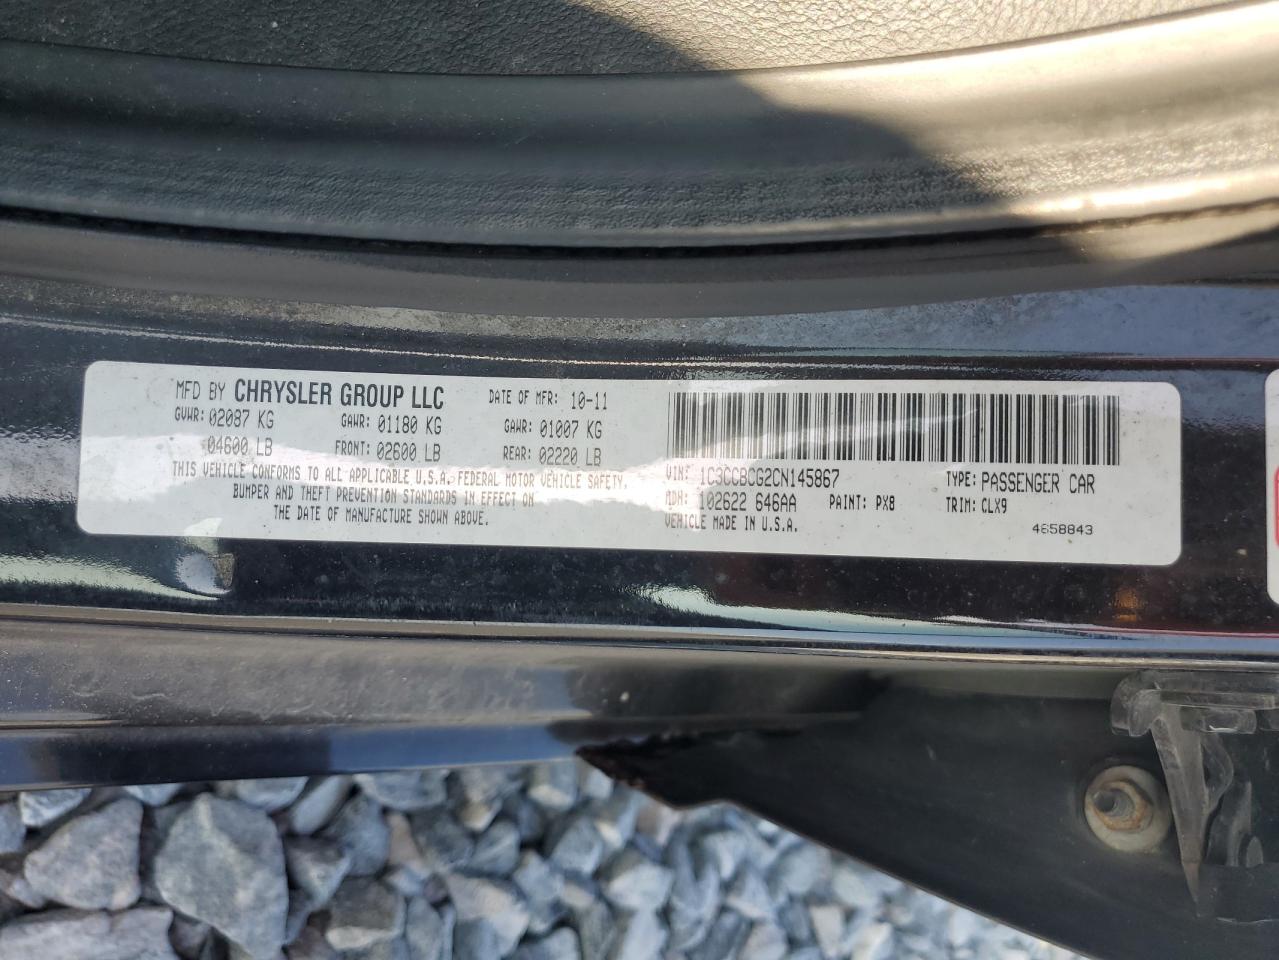 MFD BY CHRYSLER GROUP LLC DATE OF MFR: 10-11
GVWR: 02087 KG GAWR: 01180 KG GAWR: 01007 KG
04600 LB FRONT: 02600 LB REAR: 02220 LB
THIS VEHICLE CONFORMS TO ALL APPLICABLE U.S.A. FEDERAL MOTOR VEHICLE SAFETY,
BUMPER AND THEFT PREVENTION STANDARDS IN EFFECT ON
THE DATE OF MANUFACTURE SHOWN ABOVE.
VIN: 1C3CCBCG2CN145867 TYPE: PASSENGER CAR
MDH: 102622 646AA PAINT: PX8 TRIM: CLX9
VEHICLE MADE IN U.S.A. 4658843